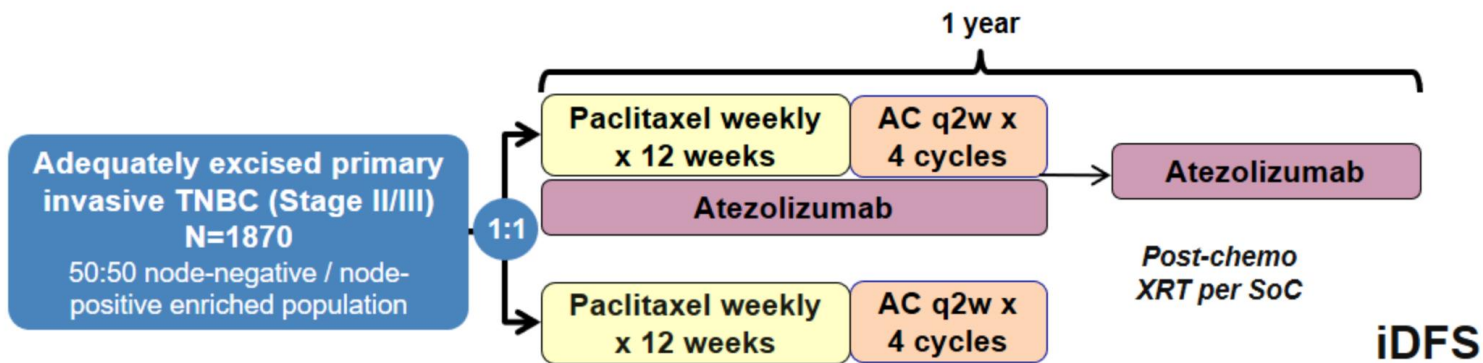 1 year
Adequately excised primary
invasive TNBC (Stage II/III)
N=1870
50:50 node-negative / node-
positive enriched population
1:1
Paclitaxel weekly
x 12 weeks
AC q2w x
4 cycles
Atezolizumab
Atezolizumab
Post-chemo
XRT per SoC
Paclitaxel weekly
x 12 weeks
AC q2w x
4 cycles
iDFS